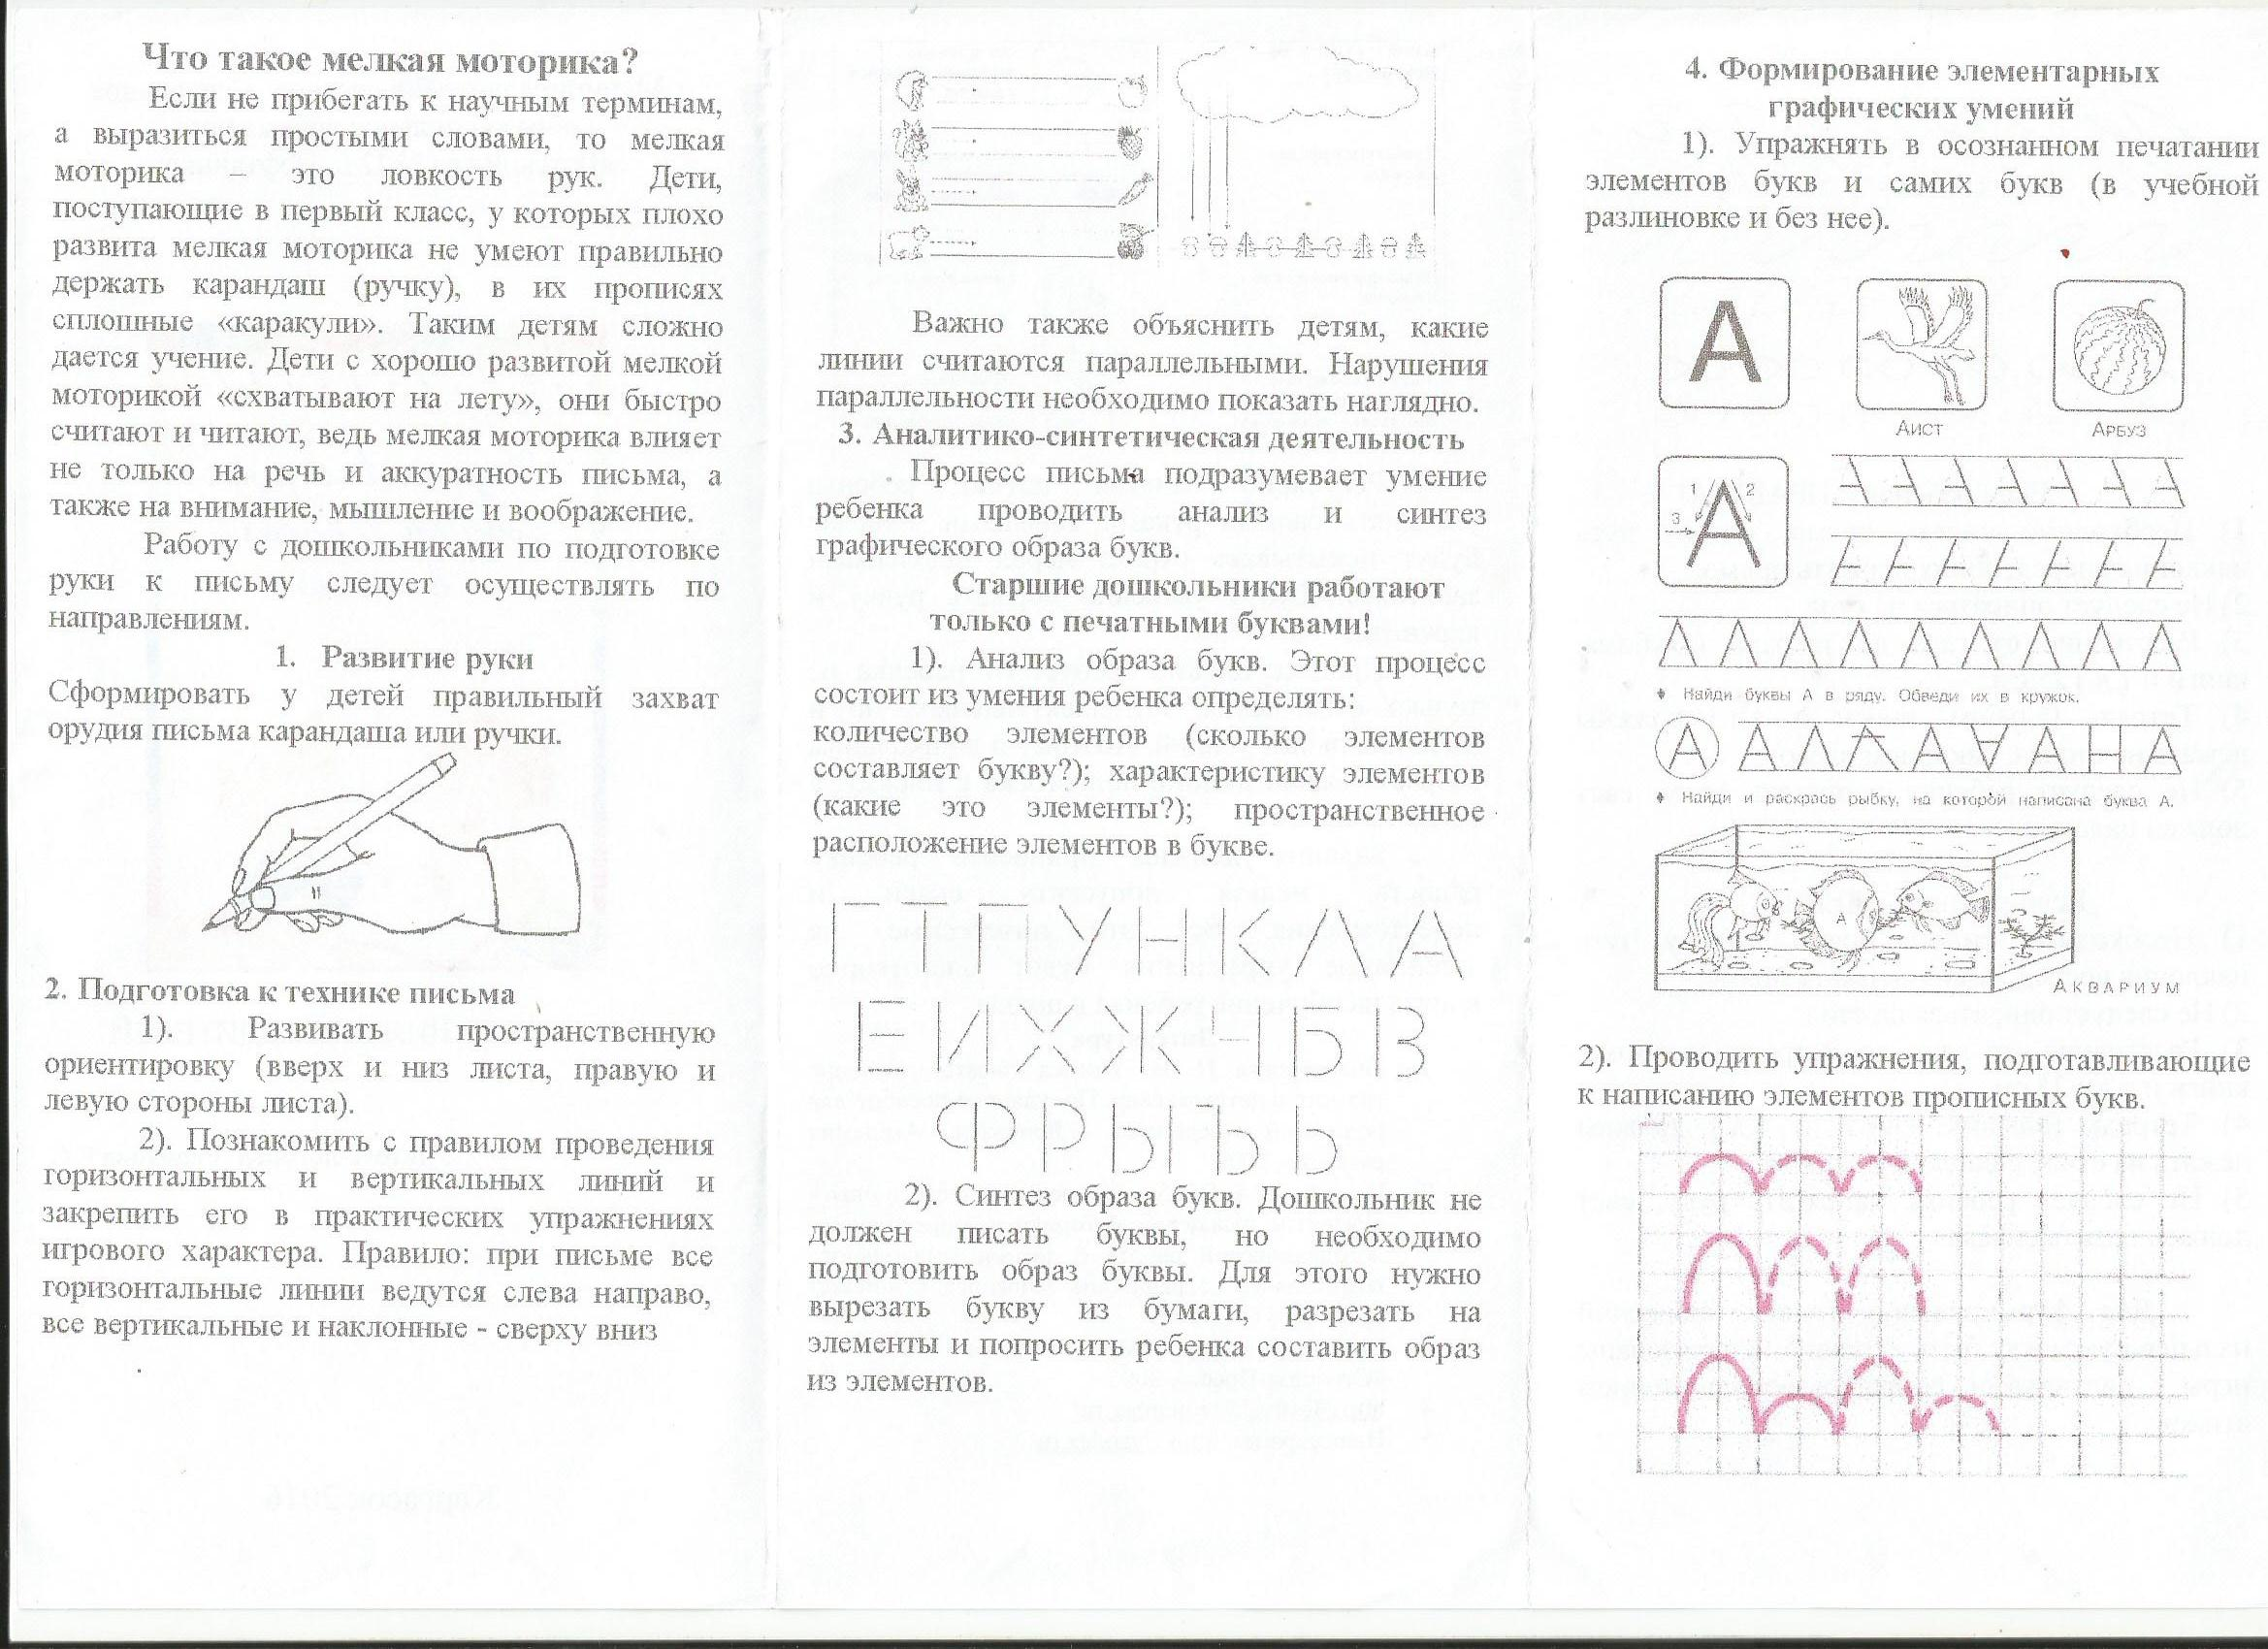 Что такое мелкая моторика?
Если не прибегать к научным терминам,
а выразиться простыми словами, то мелкая
моторика – это ловкость рук. Дети,
поступающие в первый класс, у которых плохо
развита мелкая моторика не умеют правильно
держать карандаш (ручку), в их прописях
сплошные «каракули». Таким детям сложно
дается учение. Дети с хорошо развитой мелкой
моторикой «схватывают на лету», они быстро
считают и читают, ведь мелкая моторика влияет
не только на речь и аккуратность письма, а
также на внимание, мышление и воображение.
Работу с дошкольниками по подготовке
руки к письму следует осуществлять по
направлениям.
1. Развитие руки
Сформировать у детей правильный захват
орудия письма карандаша или ручки.
2. Подготовка к технике письма
1). Развивать пространственную
ориентировку (вверх и низ листа, правую и
левую стороны листа).
2). Познакомить с правилом проведения
горизонтальных и вертикальных линий и
закрепить его в практических упражнениях
игрового характера. Правило: при письме все
горизонтальные линии ведутся слева направо,
все вертикальные и наклонные - сверху вниз
Важно также объяснить детям, какие
линии считаются параллельными. Нарушения
параллельности необходимо показать наглядно.
3. Аналитико-синтетическая деятельность
Процесс письма подразумевает умение
ребенка проводить анализ и синтез
графического образа букв.
Старшие дошкольники работают
только с печатными буквами!
1). Анализ образа букв. Этот процесс
состоит из умения ребенка определять:
количество элементов (сколько элементов
составляет букву?); характеристику элементов
(какие это элементы?); пространственное
расположение элементов в букве.
Г Т П У Н К Л А
Е И Х Ж Ч Б В
Ф Р Ы Ъ Ь
2). Синтез образа букв. Дошкольник не
должен писать буквы, но необходимо
подготовить образ буквы. Для этого нужно
вырезать букву из бумаги, разрезать на
элементы и попросить ребенка составить образ
из элементов.
4. Формирование элементарных
графических умений
1). Упражнять в осознанном печатании
элементов букв и самих букв (в учебной
разлиновке и без нее).
А
Аист
Арбуз
1 2
3 А
♦ Найди буквы А в ряду. Обведи их в кружок.
А А Л А А А Н А
♦ Найди и раскрась рыбку, на которой написана буква А.
А
Аквариум
2). Проводить упражнения, подготавливающие
к написанию элементов прописных букв.